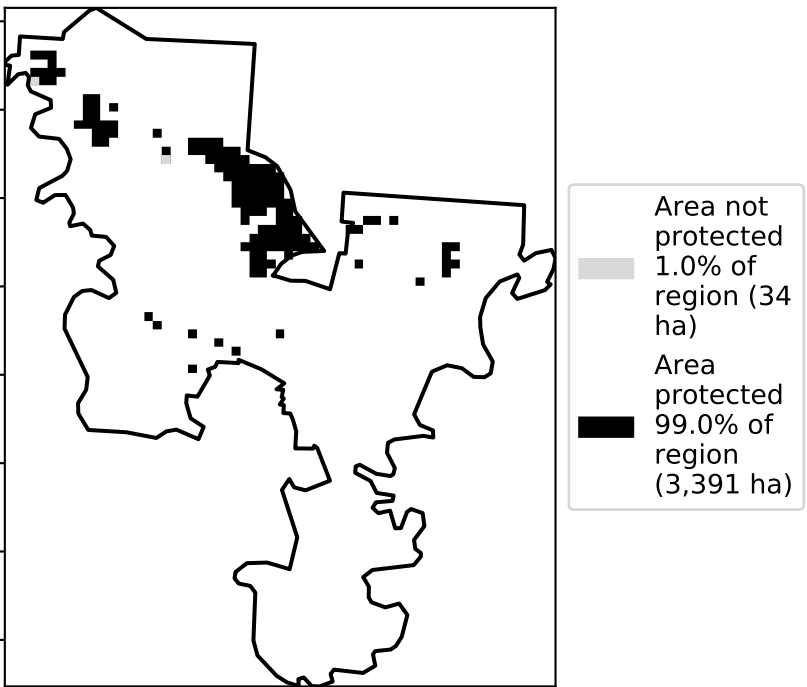 Area not
protected
1.0% of
region (34
ha)
Area
protected
99.0% of
region
(3,391 ha)